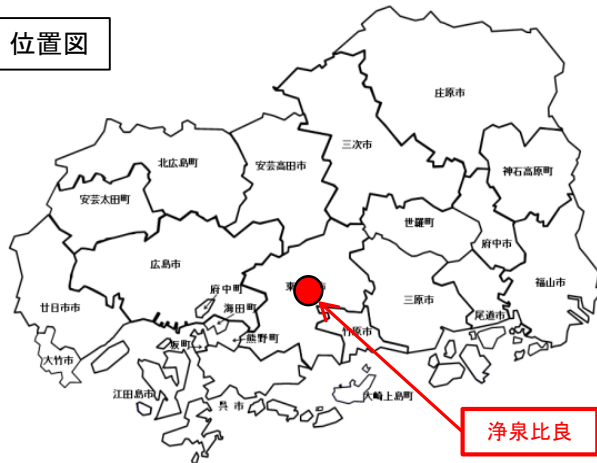 位置図
庄原市
三次市
北広島町
安芸高田市
神石高原町
安芸太田町
世羅町
府中市
広島市
東
市
福山市
府中町
三原市
廿日市市
海田町
尾道市
竹原市
坂町
熊野町
大竹市
江田島市
呉市
大崎上島町
浄泉比良